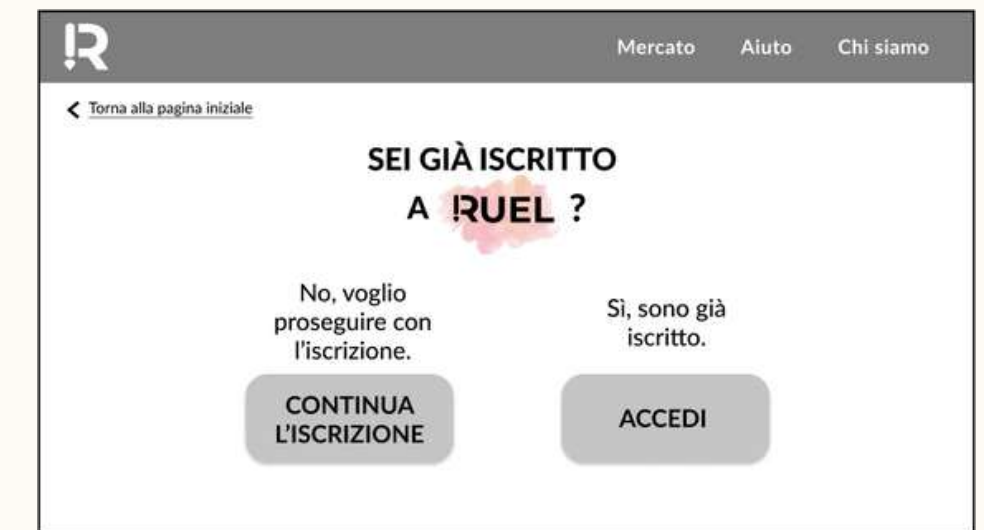 R
Mercato Aiuto Chi siamo
Torna alla pagina iniziale
SEI GIÀ ISCRITTO
A RUEL ?
No, voglio
proseguire con
l'iscrizione.
Sì, sono già
iscritto.
CONTINUA
L'ISCRIZIONE
ACCEDI